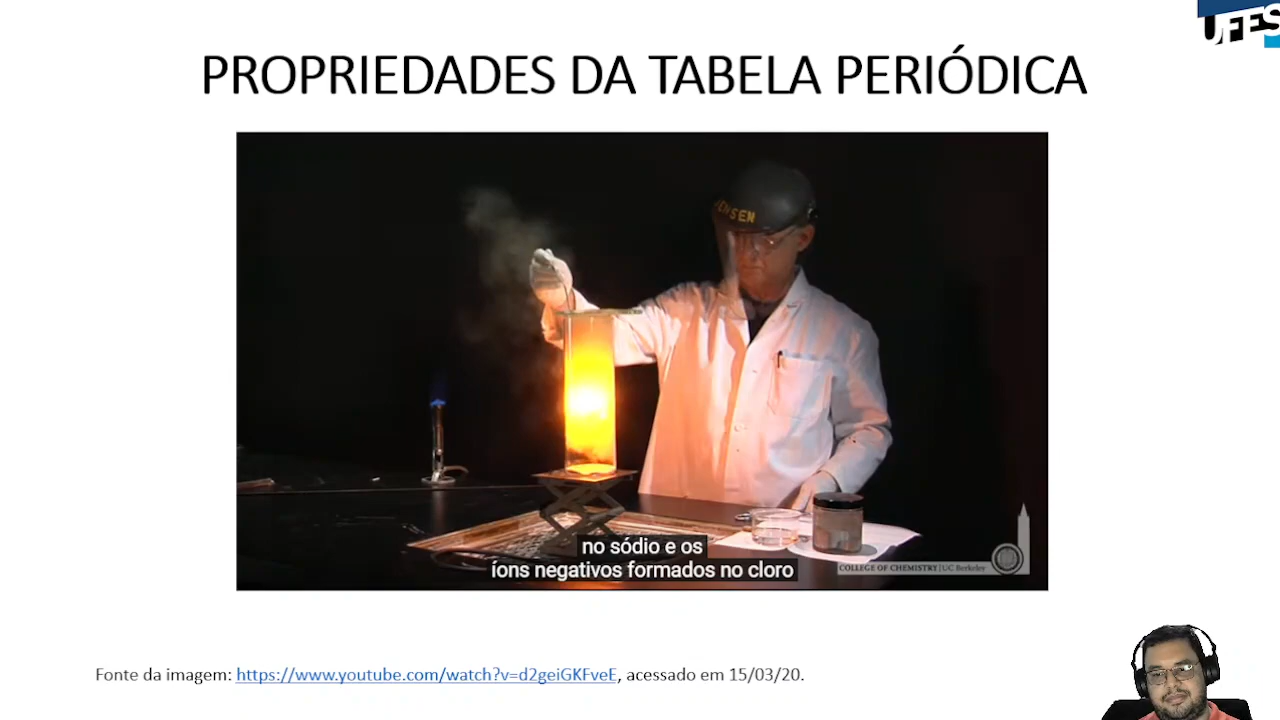 UFES
PROPRIEDADES DA TABELA PERIÓDICA
no sódio e os
íons negativos formados no cloro
COLLEGE OF CHEMISTRY | UC Berkeley
Fonte da imagem: https://www.youtube.com/watch?v=d2geiGKFveE, acessado em 15/03/20.